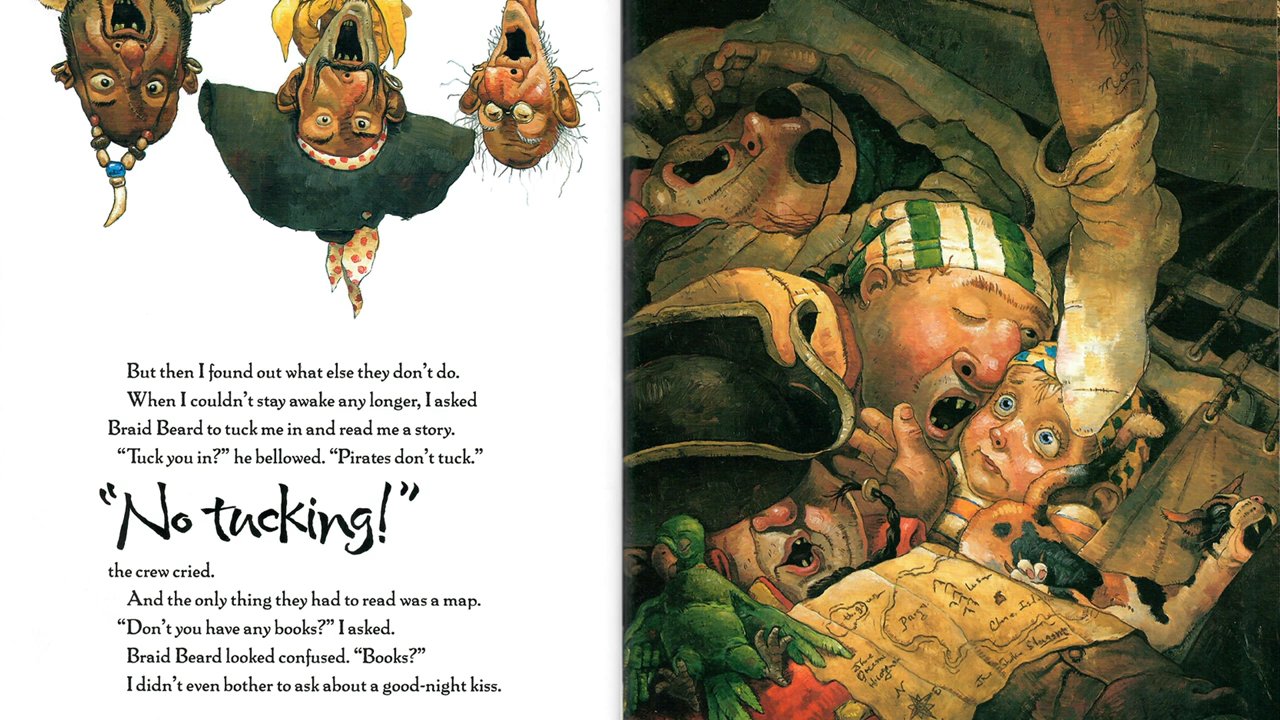 But then I found out what else they don't do.
When I couldn't stay awake any longer, I asked
Braid Beard to tuck me in and read me a story.
"Tuck you in?" he bellowed. "Pirates don't tuck."
"No tucking!"
the crew cried.
And the only thing they had to read was a map.
"Don't you have any books?" I asked.
Braid Beard looked confused. "Books?"
I didn't even bother to ask about a good-night kiss.
Mom
N
E